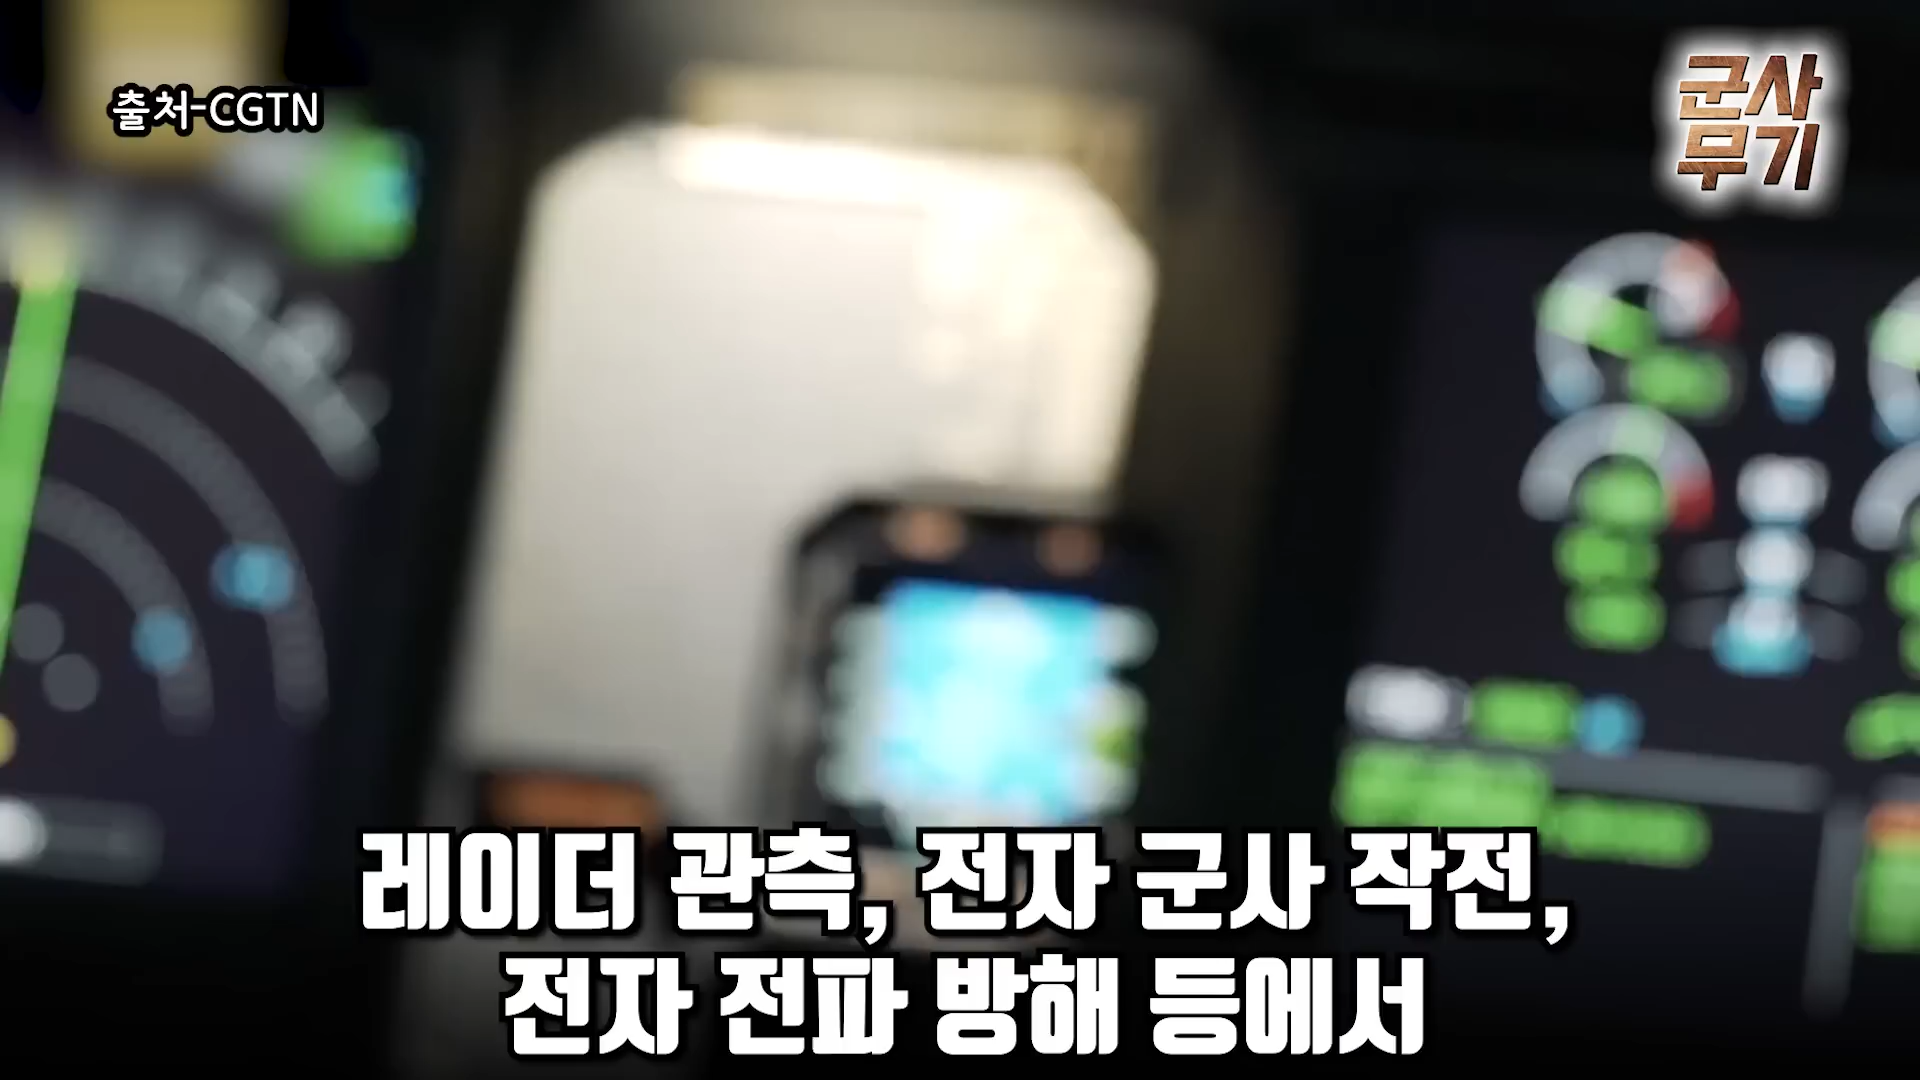 출처-CGTN
군사
무기
레이더 관측, 전자 군사 작전,
전자 전파 방해 등에서